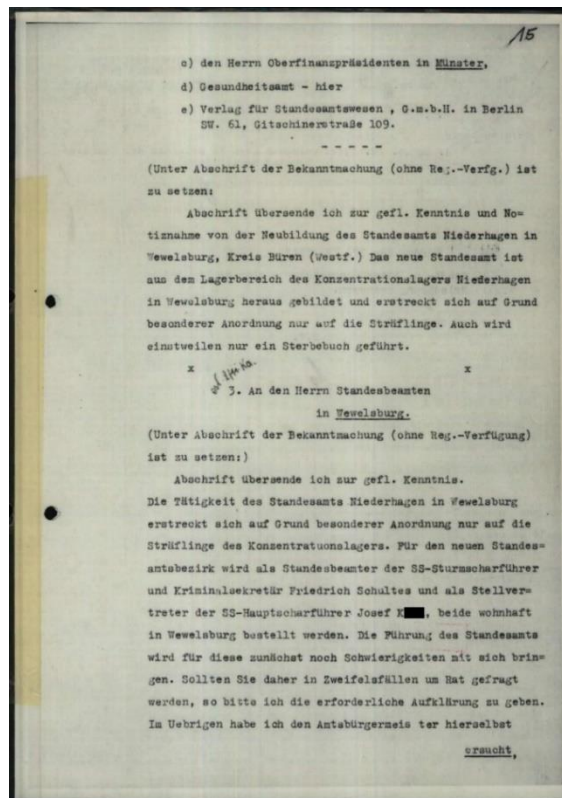 15
c) den Herrn Oberfinanzpräsidenten in Münster,
d) Gesundheitsamt - hier
e) Verlag für Standesamtswesen , G.m.b.H. in Berlin
SW. 61, Gitschinerstraße 109.
- - - - -
(Unter Abschrift der Bekanntmachung (ohne Reg.-Verfg.) ist
zu setzen:
Abschrift übersende ich zur gefl. Kenntnis und No=
tiznahme von der Neubildung des Standesamts Niederhagen in
Wewelsburg, Kreis Büren (Westf.) Das neue Standesamt ist
aus dem Lagerbereich des Konzentrationslagers Niederhagen
in Wewelsburg heraus gebildet und erstreckt sich auf Grund
besonderer Anordnung nur auf die Sträflinge. Auch wird
einstweilen nur ein Sterbebuch geführt.
x x
3. An den Herrn Standesbeamten
in Wewelsburg.
(Unter Abschrift der Bekanntmachung (ohne Reg.-Verfügung)
ist zu setzen:)
Abschrift übersende ich zur gefl. Kenntnis.
Die Tätigkeit des Standesamts Niederhagen in Wewelsburg
erstreckt sich auf Grund besonderer Anordnung nur auf die
Sträflinge des Konzentratuonslagers. Für den neuen Standes=
amtsbezirk wird als Standesbeamter der SS-Sturmscharführer
und Kriminalsekretär Friedrich Schultes und als Stellver=
treter der SS-Hauptscharführer Josef K , beide wohnhaft
in Wewelsburg bestellt werden. Die Führung des Standesamts
wird für diese zunächst noch Schwierigkeiten mit sich brin=
gen. Sollten Sie daher in Zweifelsfällen um Rat gefragt
werden, so bitte ich die erforderliche Aufklärung zu geben.
Im Uebrigen habe ich den Amtsbürgermeis ter hierselbst
ersucht,